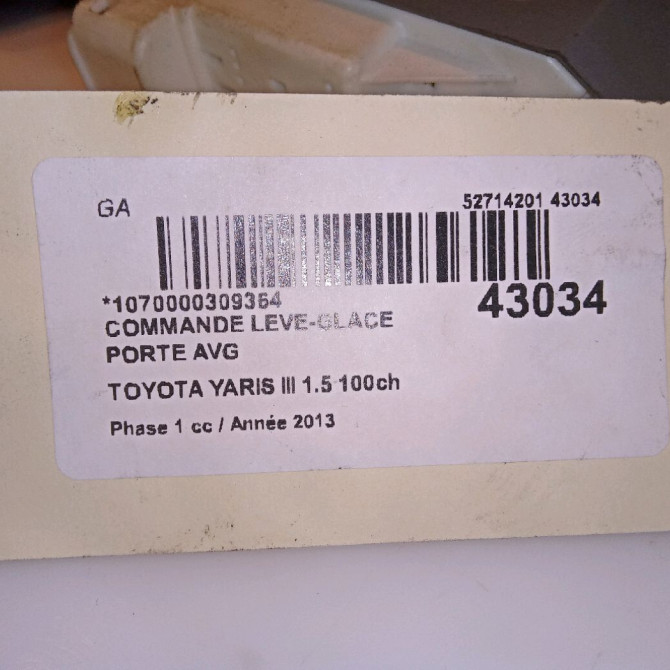 GA
52714201 43034
*1070000309364
43034
COMMANDE LEVE-GLACE
PORTE AVG
TOYOTA YARIS III 1.5 100ch
Phase 1 cc / Année 2013